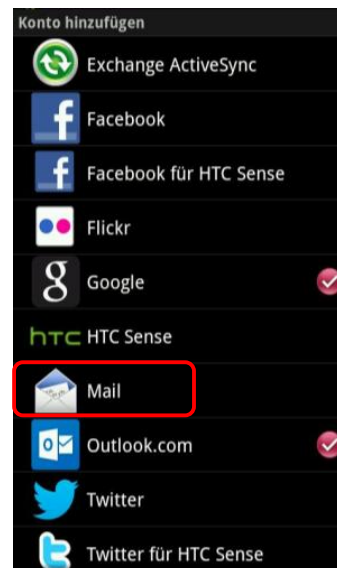 Konto hinzufügen
Exchange ActiveSync
f Facebook
f Facebook für HTC Sense
Flickr
g Google
hTC HTC Sense
Mail
o Outlook.com
Twitter
t Twitter für HTC Sense